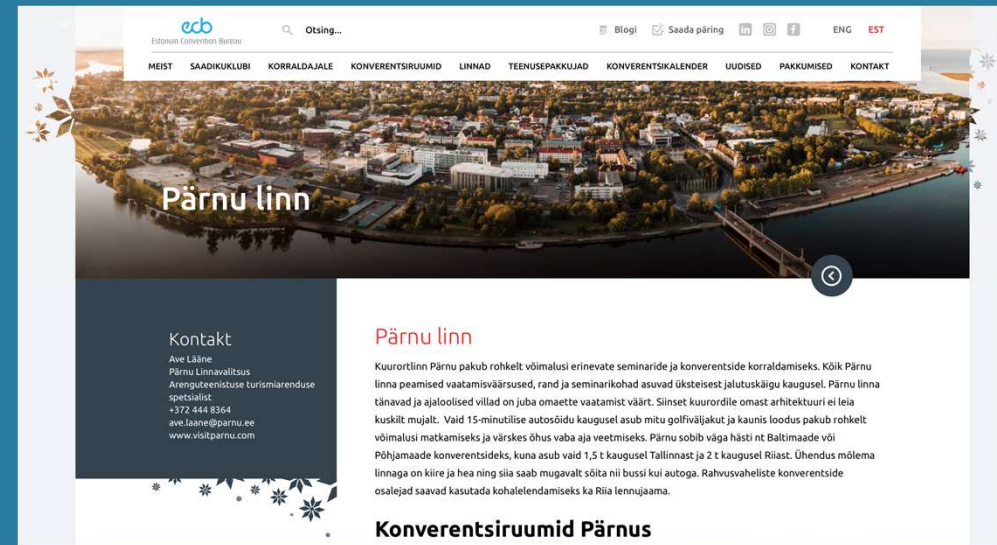 ecb
Estonian Convention Bureau
Otsing...
Blogi
Saada päring
ENG EST
MEIST SAADIKUKLUBI KORRALDAJALE KONVERENTSIRUUMID LINNAD TEENUSEPAKKUJAD KONVERENTSIKALENDER UUDISED PAKKUMISED KONTAKT
Pärnu linn
Kontakt
Ave Lääne
Pärnu Linnavalitsus
Arenguteenistuse turismiarenduse
spetsialist
+372 444 8364
ave.laane@parnu.ee
www.visitparnu.com
Pärnu linn
Kuurortlinn Pärnu pakub rohkelt võimalusi erinevate seminaride ja konverentside korraldamiseks. Kõik Pärnu
linna peamised vaatamisväärsused, rand ja seminarikohad asuvad üksteisest jalutuskäigu kaugusel. Pärnu linna
tänavad ja ajaloolised villad on juba omaette vaatamist väärt. Siinset kuurordile omast arhitektuuri ei leia
kuskilt mujalt. Vaid 15-minutilise autosõidu kaugusel asub mitu golfiväljakut ja kaunis loodus pakub rohkelt
võimalusi matkamiseks ja värskes õhus vaba aja veetmiseks. Pärnu sobib väga hästi nt Baltimaade või
Põhjamaade konverentsideks, kuna asub vaid 1,5 t kaugusel Tallinnast ja 2 t kaugusel Riiast. Ühendus mõlema
linnaga on kiire ja hea ning siia saab mugavalt sõita nii bussi kui autoga. Rahvusvaheliste konverentside
osalejad saavad kasutada kohalelendamiseks ka Riia lennujaama.
Konverentsiruumid Pärnus